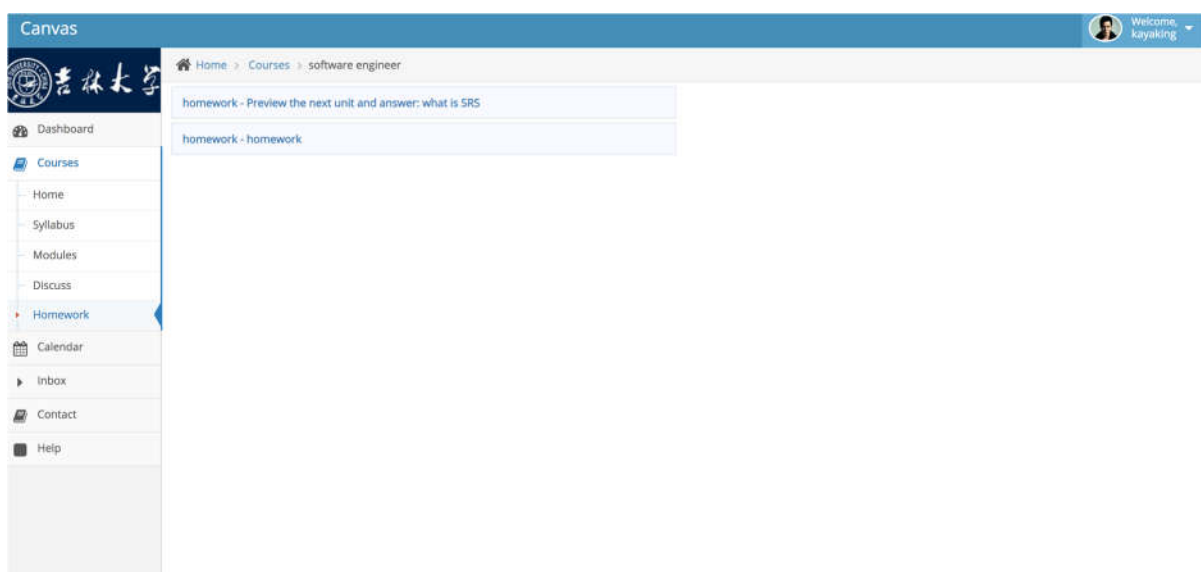 Canvas
Welcome,
kayaking
吉林大学
Home > Courses > software engineer
homework - Preview the next unit and answer: what is SRS
homework - homework
Dashboard
Courses
Home
Syllabus
Modules
Discuss
Homework
Calendar
Inbox
Contact
Help